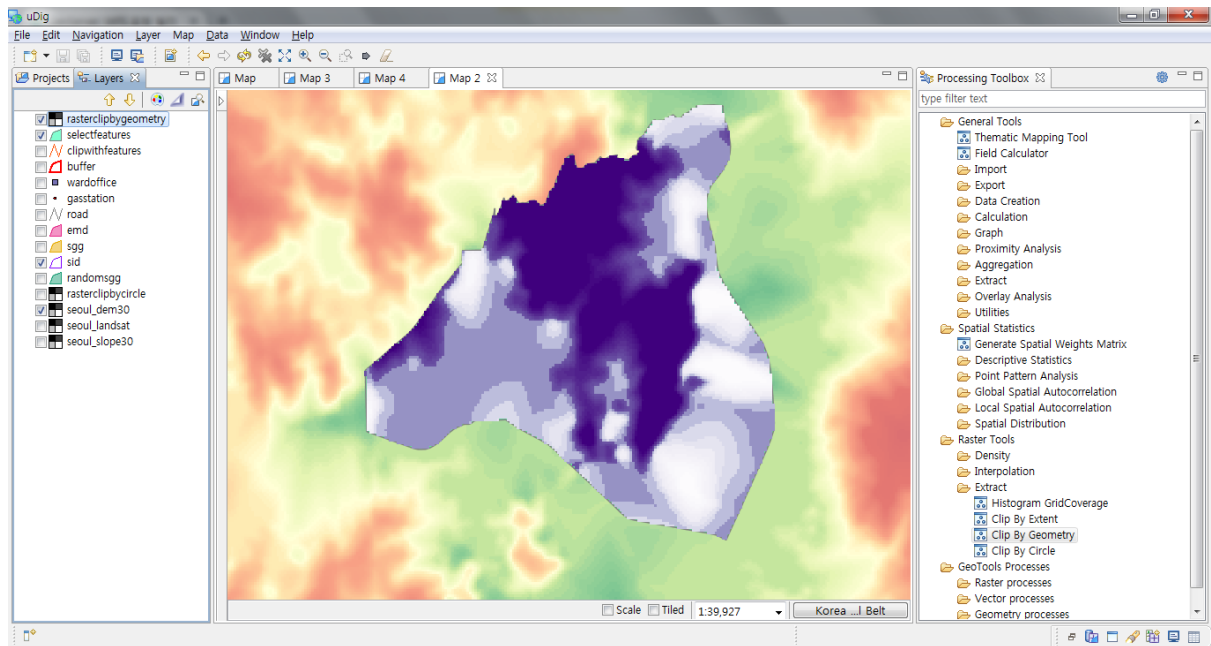 uDig
File Edit Navigation Layer Map Data Window Help
Projects Layers
Map Map 3 Map 4 Map 2
Processing Toolbox
type filter text
rasterclipbygeometry
selectfeatures
clipwithfeatures
buffer
wardoffice
gasstation
road
emd
sgg
sid
randomsgg
rasterclipbycircle
seoul_dem30
seoul_landsat
seoul_slope30
General Tools
Thematic Mapping Tool
Field Calculator
Import
Export
Data Creation
Calculation
Graph
Proximity Analysis
Aggregation
Extract
Overlay Analysis
Utilities
Spatial Statistics
Generate Spatial Weights Matrix
Descriptive Statistics
Point Pattern Analysis
Global Spatial Autocorrelation
Local Spatial Autocorrelation
Spatial Distribution
Raster Tools
Density
Interpolation
Extract
Histogram GridCoverage
Clip By Extent
Clip By Geometry
Clip By Circle
GeoTools Processes
Raster processes
Vector processes
Geometry processes
Scale Tiled 1:39,927 Korea ...l Belt